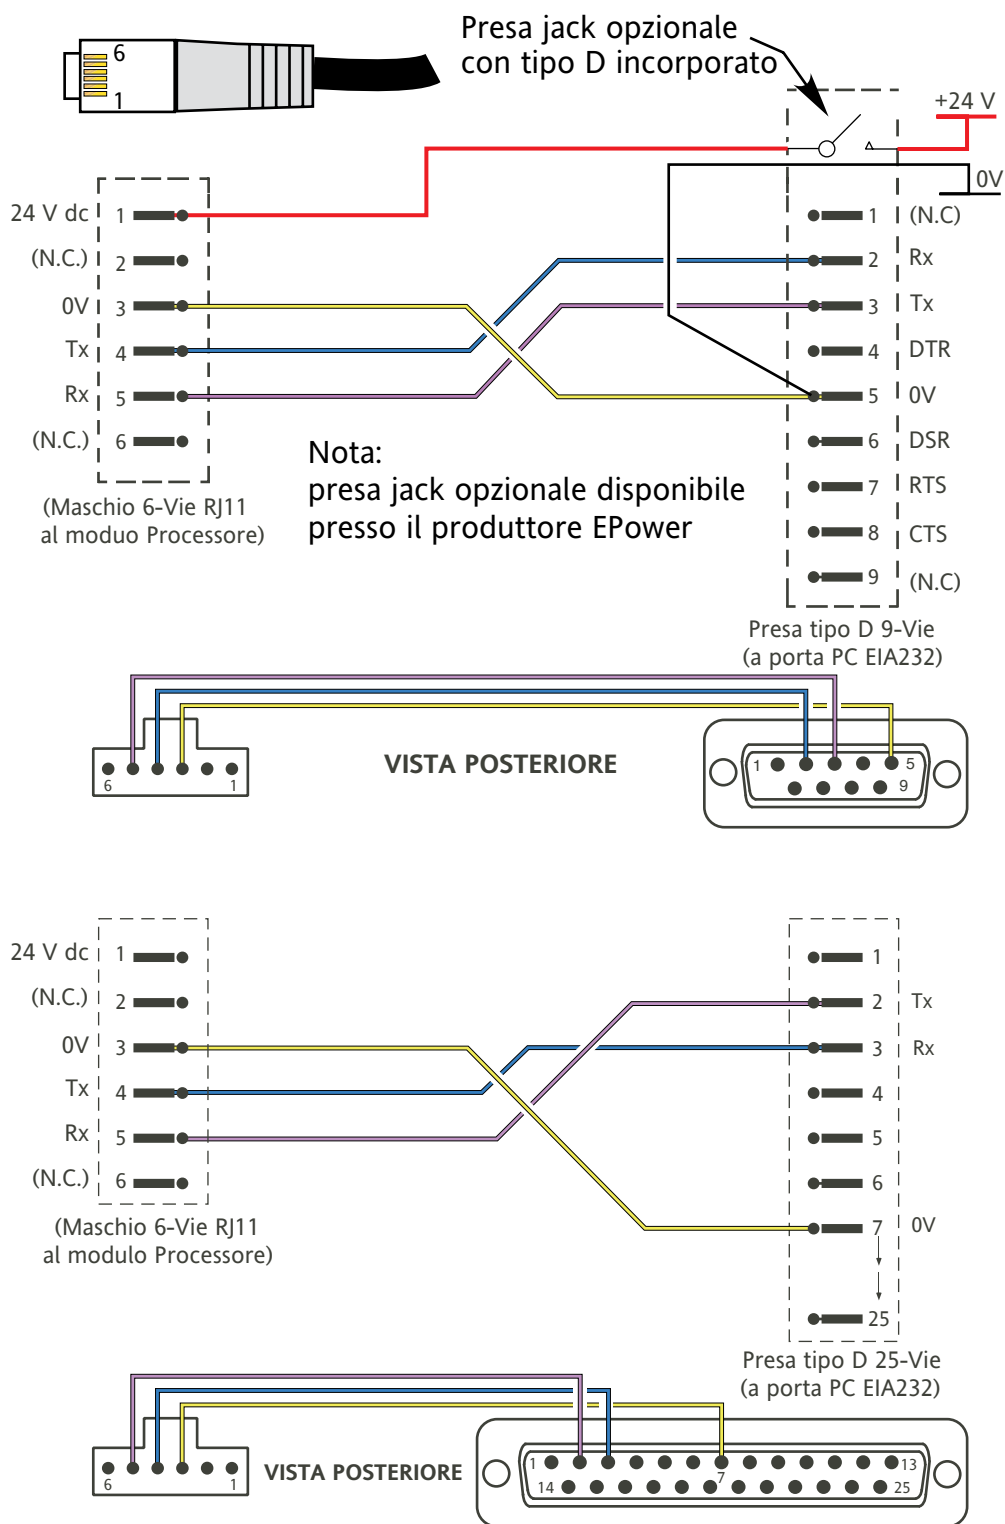 Presa jack opzionale
con tipo D incorporato
6
1
+24 V
0V
24 V dc 1
(N.C.) 2
0V 3
Tx 4
Rx 5
(N.C.) 6
1 (N.C)
2 Rx
3 Tx
4 DTR
5 0V
6 DSR
7 RTS
8 CTS
9 (N.C)
Nota:
presa jack opzionale disponibile
presso il produttore EPower
(Maschio 6-Vie RJ11
al moduo Processore)
Presa tipo D 9-Vie
(a porta PC EIA232)
6 1
VISTA POSTERIORE
1 5
9
24 V dc 1
(N.C.) 2
0V 3
Tx 4
Rx 5
(N.C.) 6
1
2 Tx
3 Rx
4
5
6
7 0V
25
(Maschio 6-Vie RJ11
al modulo Processore)
Presa tipo D 25-Vie
(a porta PC EIA232)
6 1
VISTA POSTERIORE
1 13
7
14 25